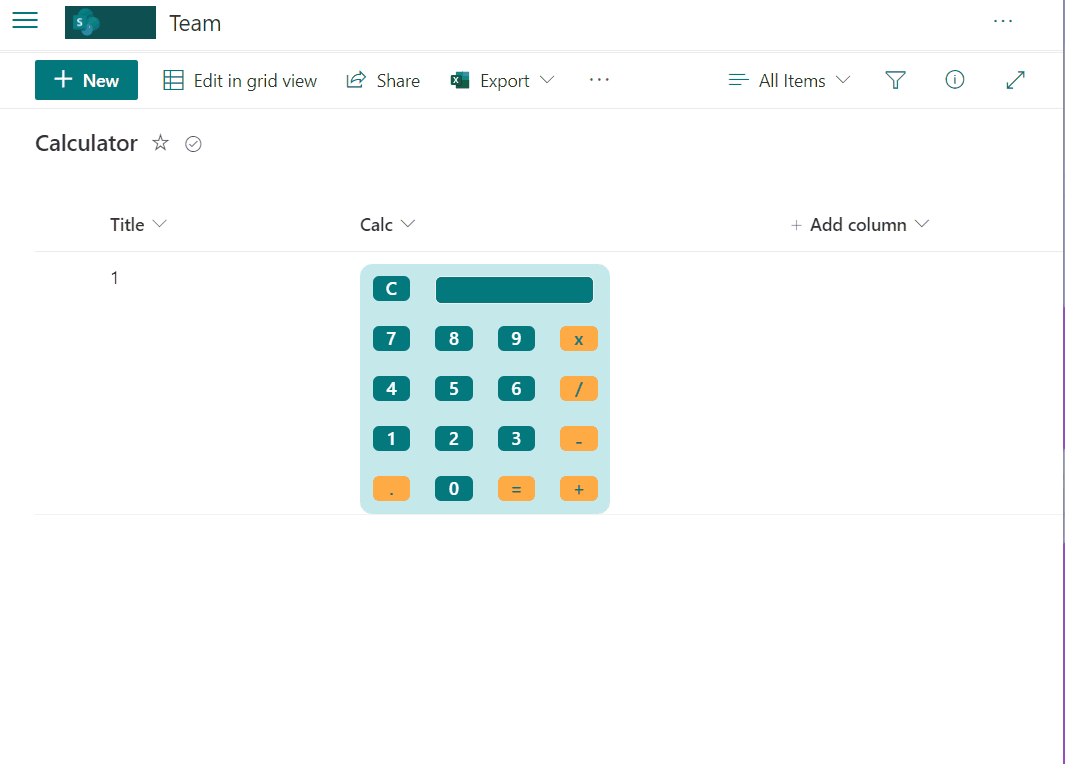 S Team
New Edit in grid view Share Export All Items
Calculator
Title Calc + Add column
1
C
7 8 9 x
4 5 6 /
1 2 3 -
. 0 = +